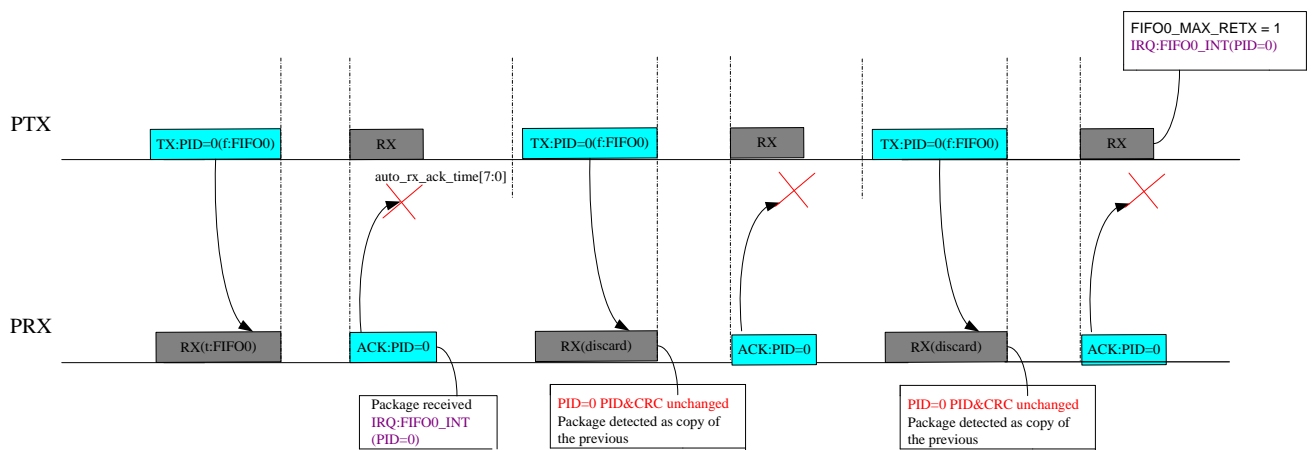 FIFO0_MAX_RETX = 1
IRQ:FIFO0_INT(PID=0)
PTX
TX:PID=0(f:FIFO0)
RX
TX:PID=0(f:FIFO0)
RX
TX:PID=0(f:FIFO0)
RX
auto_rx_ack_time[7:0]
PRX
RX(t:FIFO0)
ACK:PID=0
RX(discard)
ACK:PID=0
RX(discard)
ACK:PID=0
Package received
IRQ:FIFO0_INT
(PID=0)
PID=0 PID&CRC unchanged
Package detected as copy of
the previous
PID=0 PID&CRC unchanged
Package detected as copy of
the previous